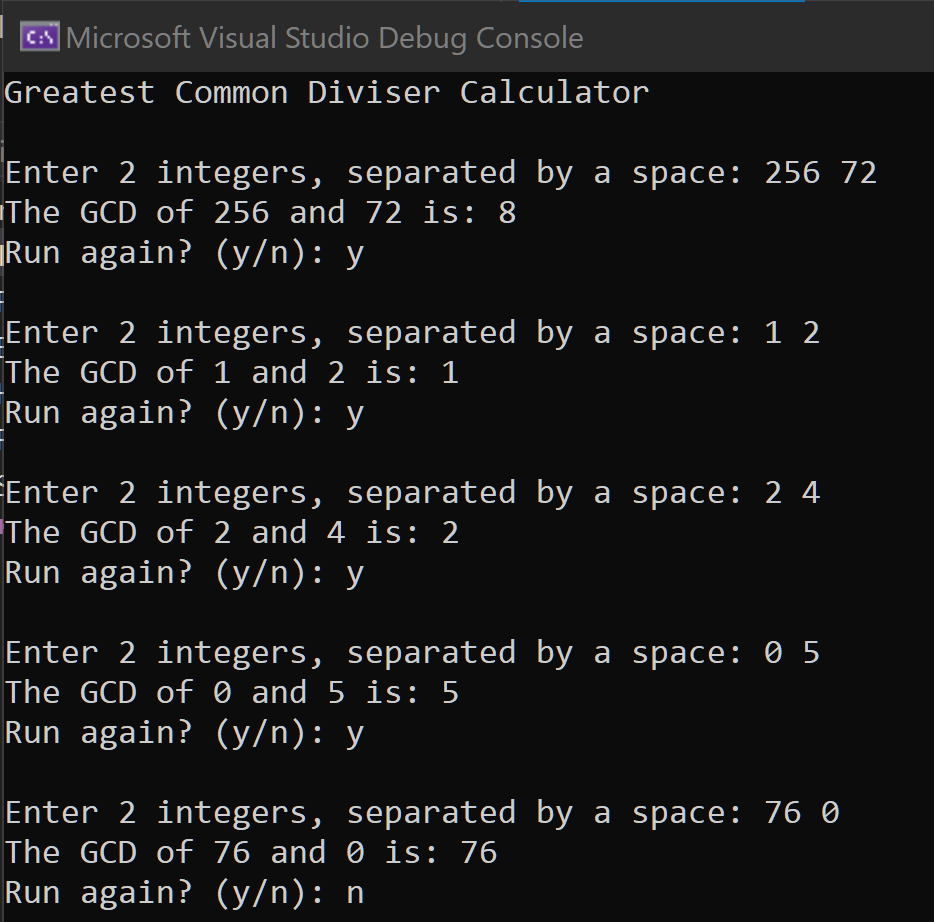 C:\ Microsoft Visual Studio Debug Console
Greatest Common Diviser Calculator
Enter 2 integers, separated by a space: 256 72
The GCD of 256 and 72 is: 8
Run again? (y/n): y
Enter 2 integers, separated by a space: 1 2
The GCD of 1 and 2 is: 1
Run again? (y/n): y
Enter 2 integers, separated by a space: 2 4
The GCD of 2 and 4 is: 2
Run again? (y/n): y
Enter 2 integers, separated by a space: 0 5
The GCD of 0 and 5 is: 5
Run again? (y/n): y
Enter 2 integers, separated by a space: 76 0
The GCD of 76 and 0 is: 76
Run again? (y/n): n